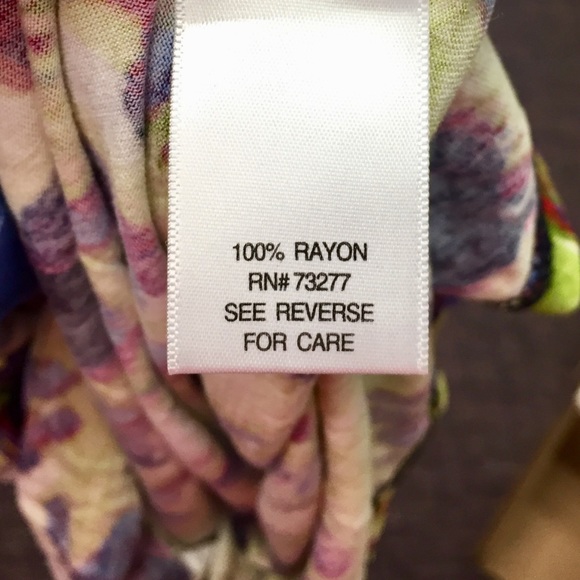 100% RAYON
RN# 73277
SEE REVERSE
FOR CARE